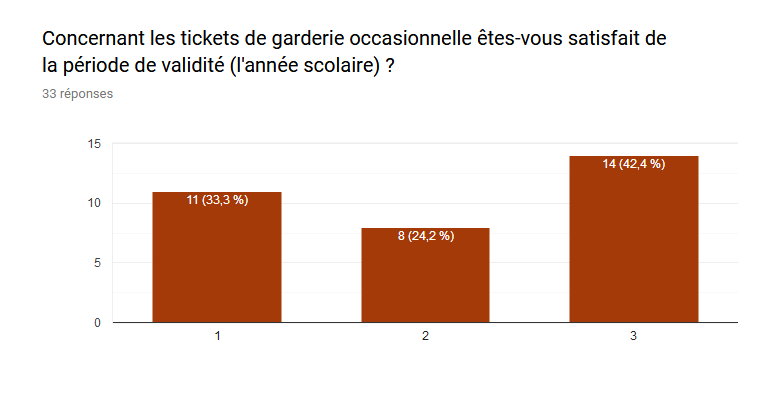 Concernant les tickets de garderie occasionnelle êtes-vous satisfait de
la période de validité (l'année scolaire) ?
33 réponses
15
10
5
0
11 (33,3 %)
8 (24,2 %)
14 (42,4 %)
1
2
3